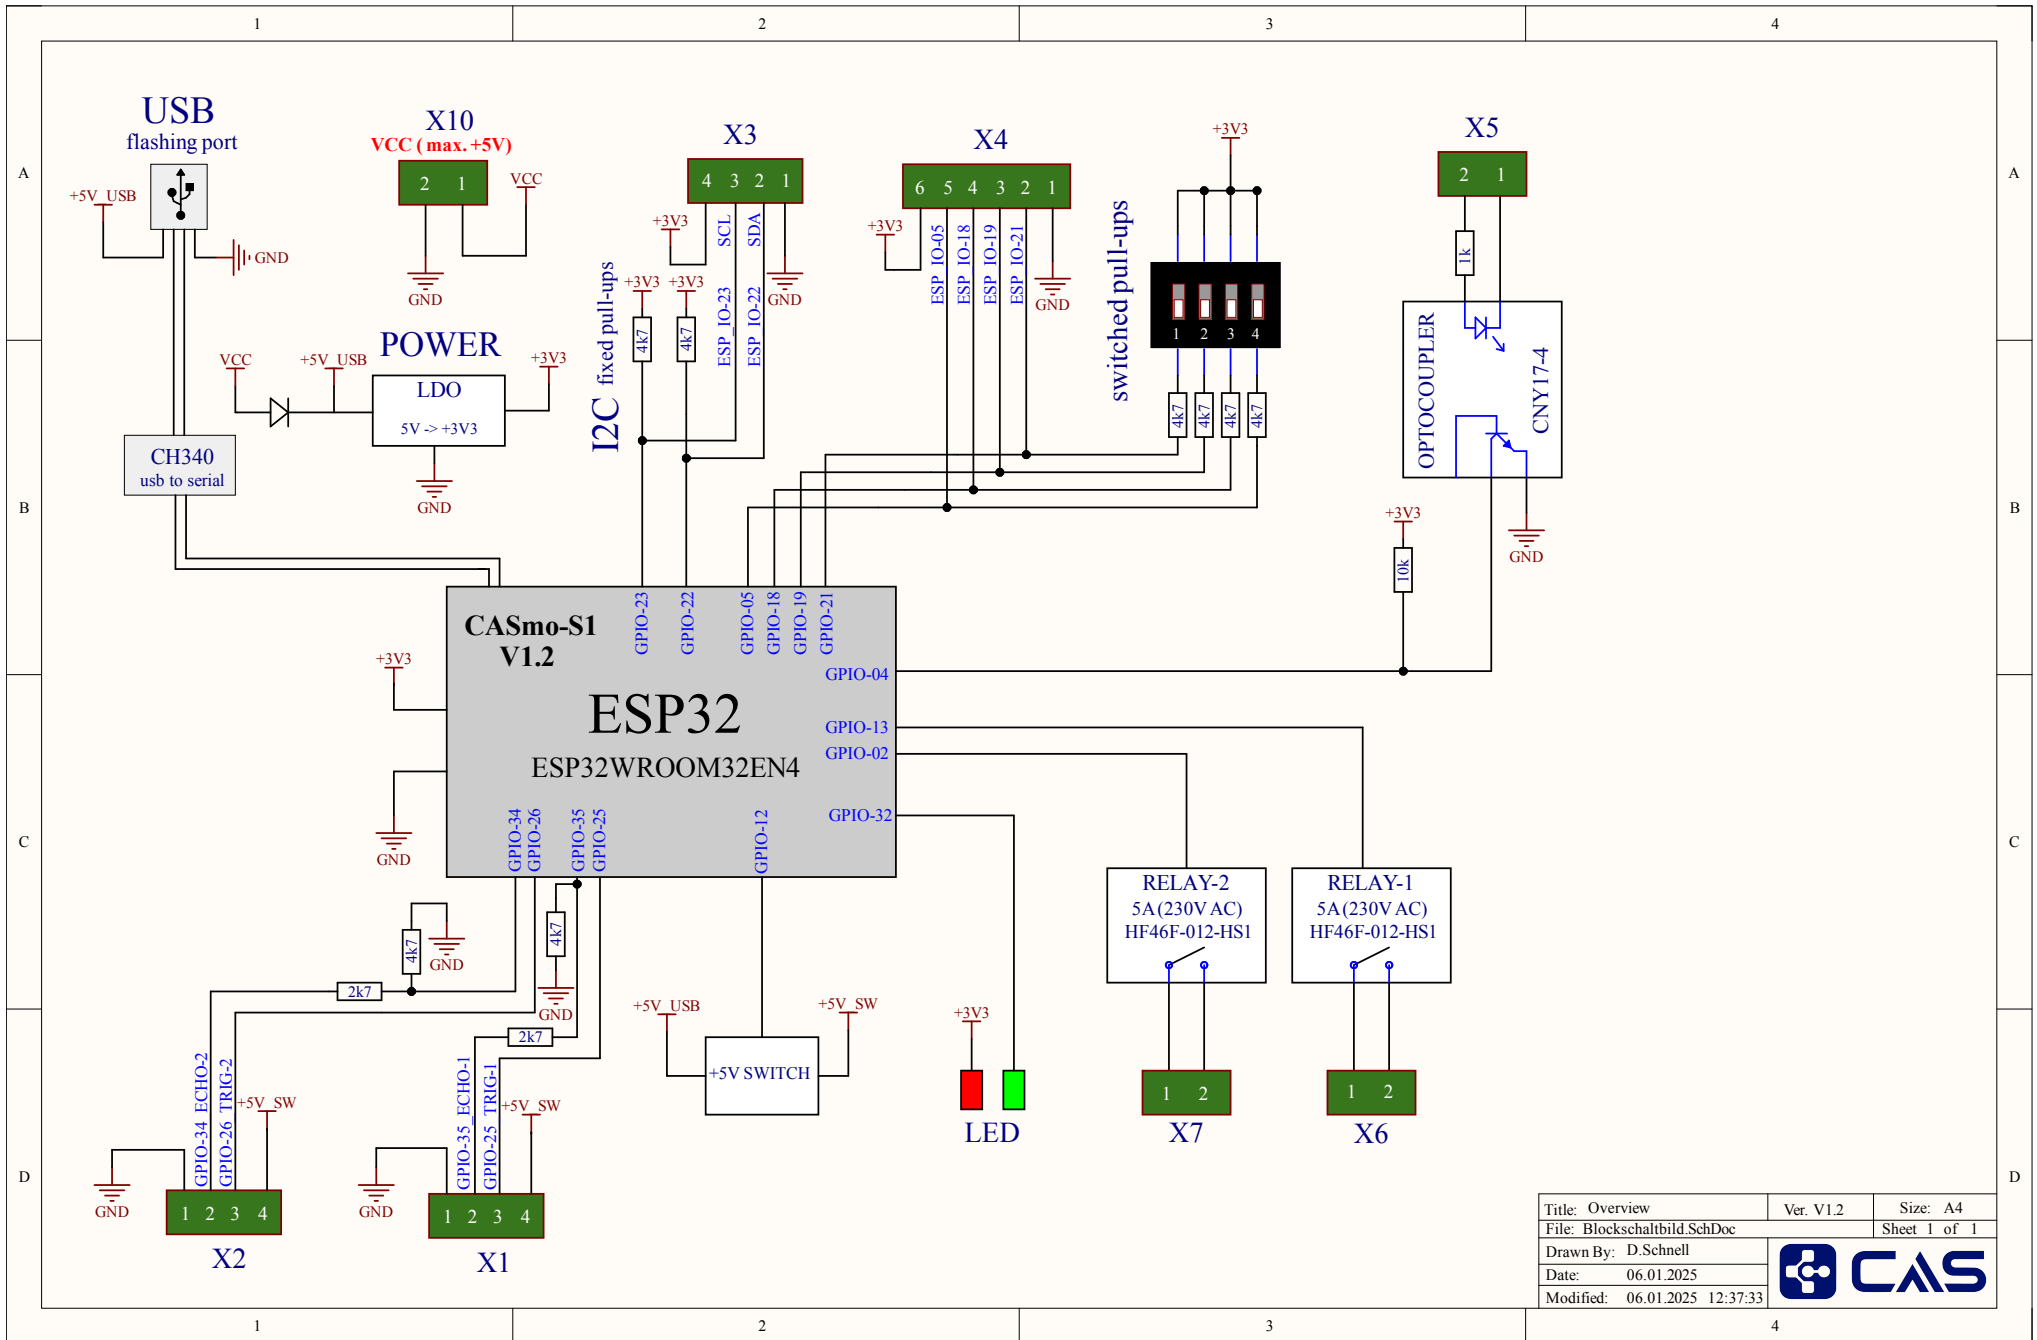 1
2
3
4
A
B
C
D
USB
flashing port
+5V_USB
GND
CH340
usb to serial
X10
VCC ( max. +5V)
2 1
VCC
GND
POWER
VCC
+5V_USB
LDO
5V -> +3V3
+3V3
GND
X3
4 3 2 1
+3V3
SCL
SDA
GND
I2C fixed pull-ups
+3V3
+3V3
4k7
4k7
ESP_IO-23
ESP_IO-22
X4
6 5 4 3 2 1
+3V3
ESP_IO-05
ESP_IO-18
ESP_IO-19
ESP_IO-21
GND
switched pull-ups
+3V3
1 2 3 4
4k7
4k7
4k7
4k7
X5
2 1
1k
OPTOCOUPLER
CNY17-4
GND
+3V3
10k
CASmo-S1
V1.2
ESP32
ESP32WROOM32EN4
GPIO-23
GPIO-22
GPIO-05
GPIO-18
GPIO-19
GPIO-21
GPIO-04
GPIO-13
GPIO-02
GPIO-32
GPIO-34
GPIO-26
GPIO-35
GPIO-25
GPIO-12
+3V3
GND
4k7
GND
2k7
4k7
GND
2k7
GPIO-34_ECHO-2
GPIO-26_TRIG-2
+5V_SW
GND
1 2 3 4
X2
GPIO-35_ECHO-1
GPIO-25_TRIG-1
+5V_SW
GND
1 2 3 4
X1
+5V_USB
+5V SWITCH
+5V_SW
+3V3
LED
RELAY-2
5A(230V AC)
HF46F-012-HS1
1 2
X7
RELAY-1
5A(230V AC)
HF46F-012-HS1
1 2
X6
Title: Overview
Ver. V1.2
Size: A4
File: Blockschaltbild.SchDoc
Sheet 1 of 1
Drawn By: D.Schnell
Date: 06.01.2025
Modified: 06.01.2025 12:37:33
CAS
A
B
C
D
1
2
3
4